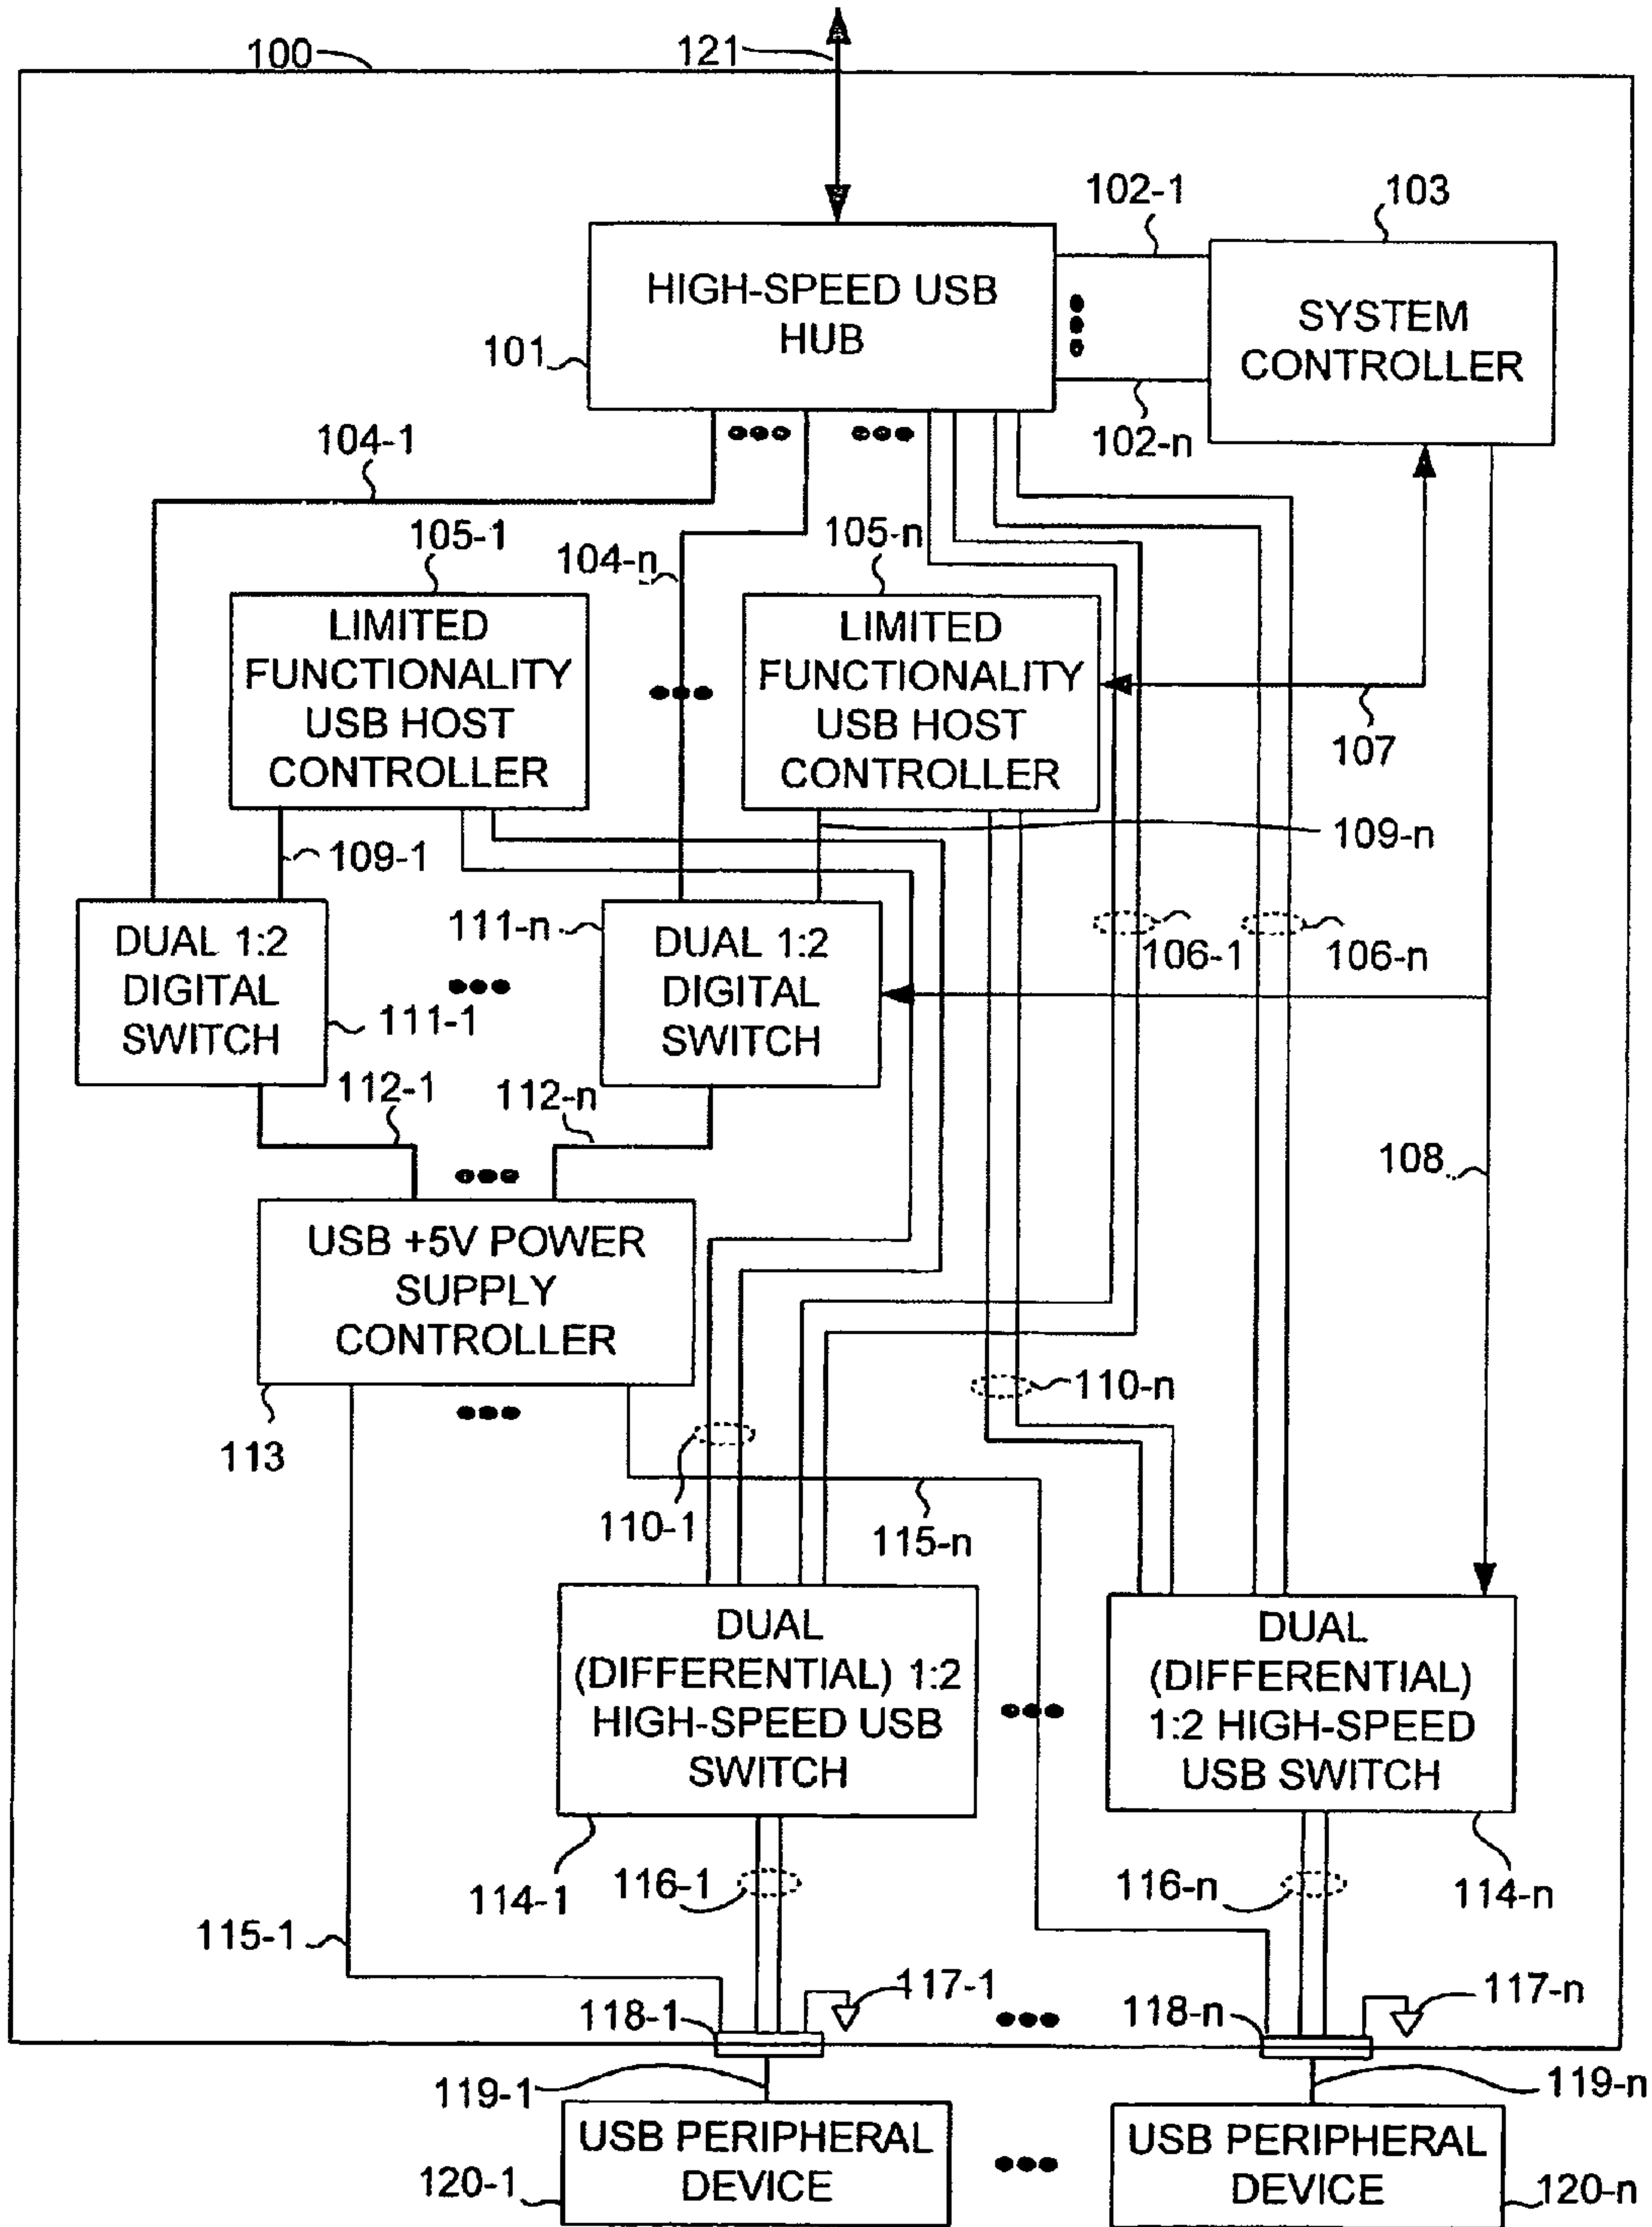 100
121
102-1
103
HIGH-SPEED USB
HUB
101
SYSTEM
CONTROLLER
102-n
104-1
105-1
104-n
105-n
LIMITED
FUNCTIONALITY
USB HOST
CONTROLLER
LIMITED
FUNCTIONALITY
USB HOST
CONTROLLER
107
109-1
109-n
111-n
DUAL 1:2
DIGITAL
SWITCH
111-1
DUAL 1:2
DIGITAL
SWITCH
106-1
106-n
112-1
112-n
108
USB +5V POWER
SUPPLY
CONTROLLER
113
110-n
110-1
115-n
DUAL
(DIFFERENTIAL) 1:2
HIGH-SPEED USB
SWITCH
DUAL
(DIFFERENTIAL)
1:2 HIGH-SPEED
USB SWITCH
114-1
116-1
116-n
114-n
115-1
117-1
117-n
118-1
118-n
119-1
119-n
USB PERIPHERAL
DEVICE
120-1
USB PERIPHERAL
DEVICE
120-n